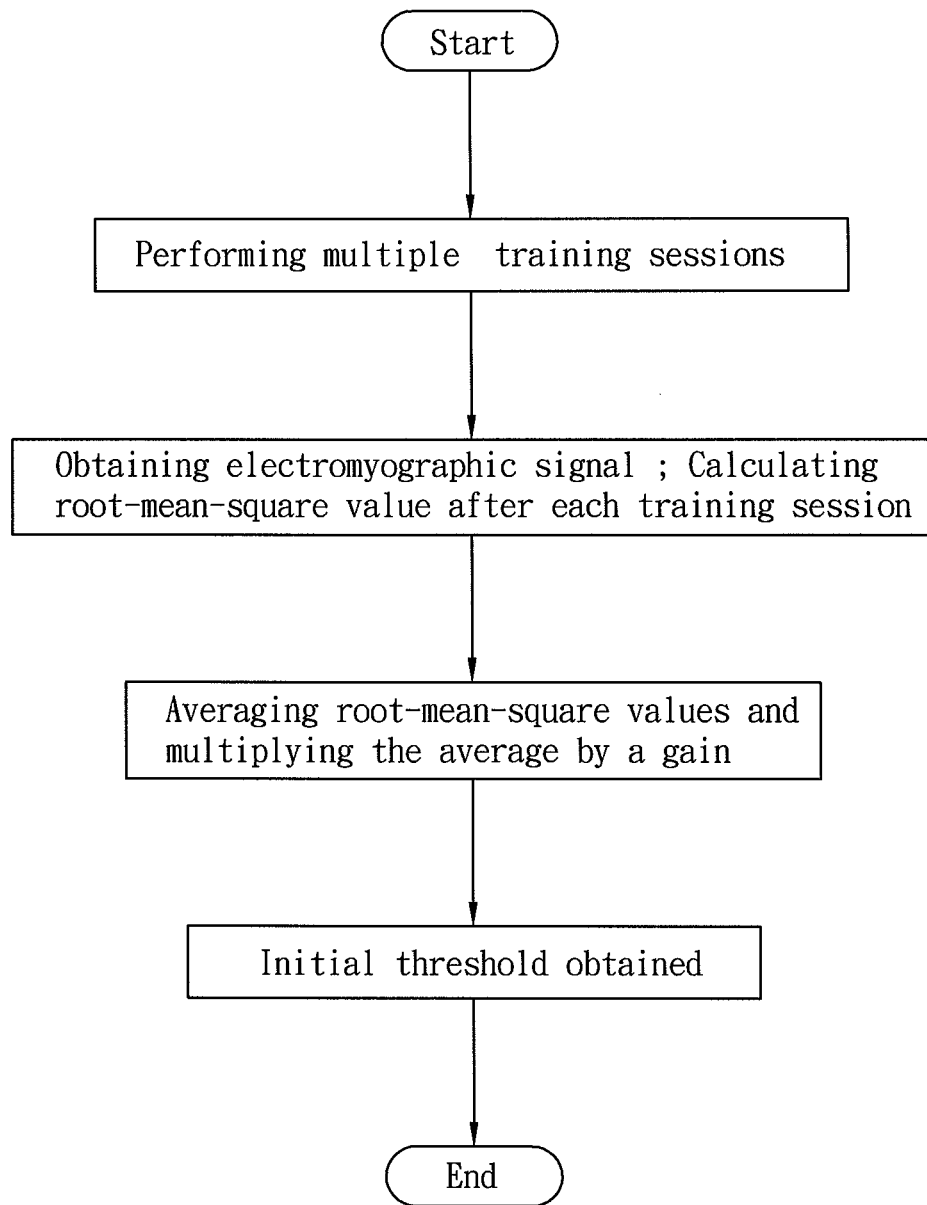 Start
Performing multiple training sessions
Obtaining electromyographic signal ; Calculating
root-mean-square value after each training session
Averaging root-mean-square values and
multiplying the average by a gain
Initial threshold obtained
End